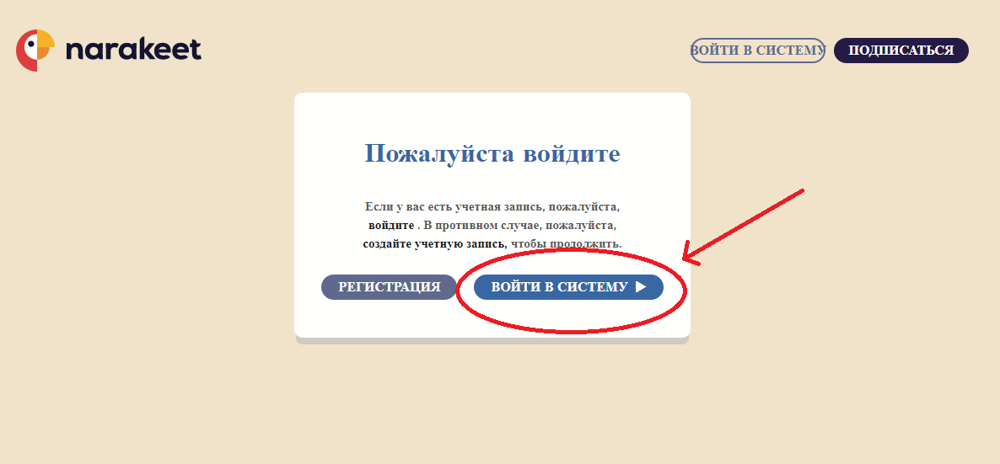 narakeet
ВОЙТИ В СИСТЕМУ
ПОДПИСАТЬСЯ
Пожалуйста войдите
Если у вас есть учетная запись, пожалуйста,
войдите . В противном случае, пожалуйста,
создайте учетную запись, чтобы продолжить.
РЕГИСТРАЦИЯ
ВОЙТИ В СИСТЕМУ